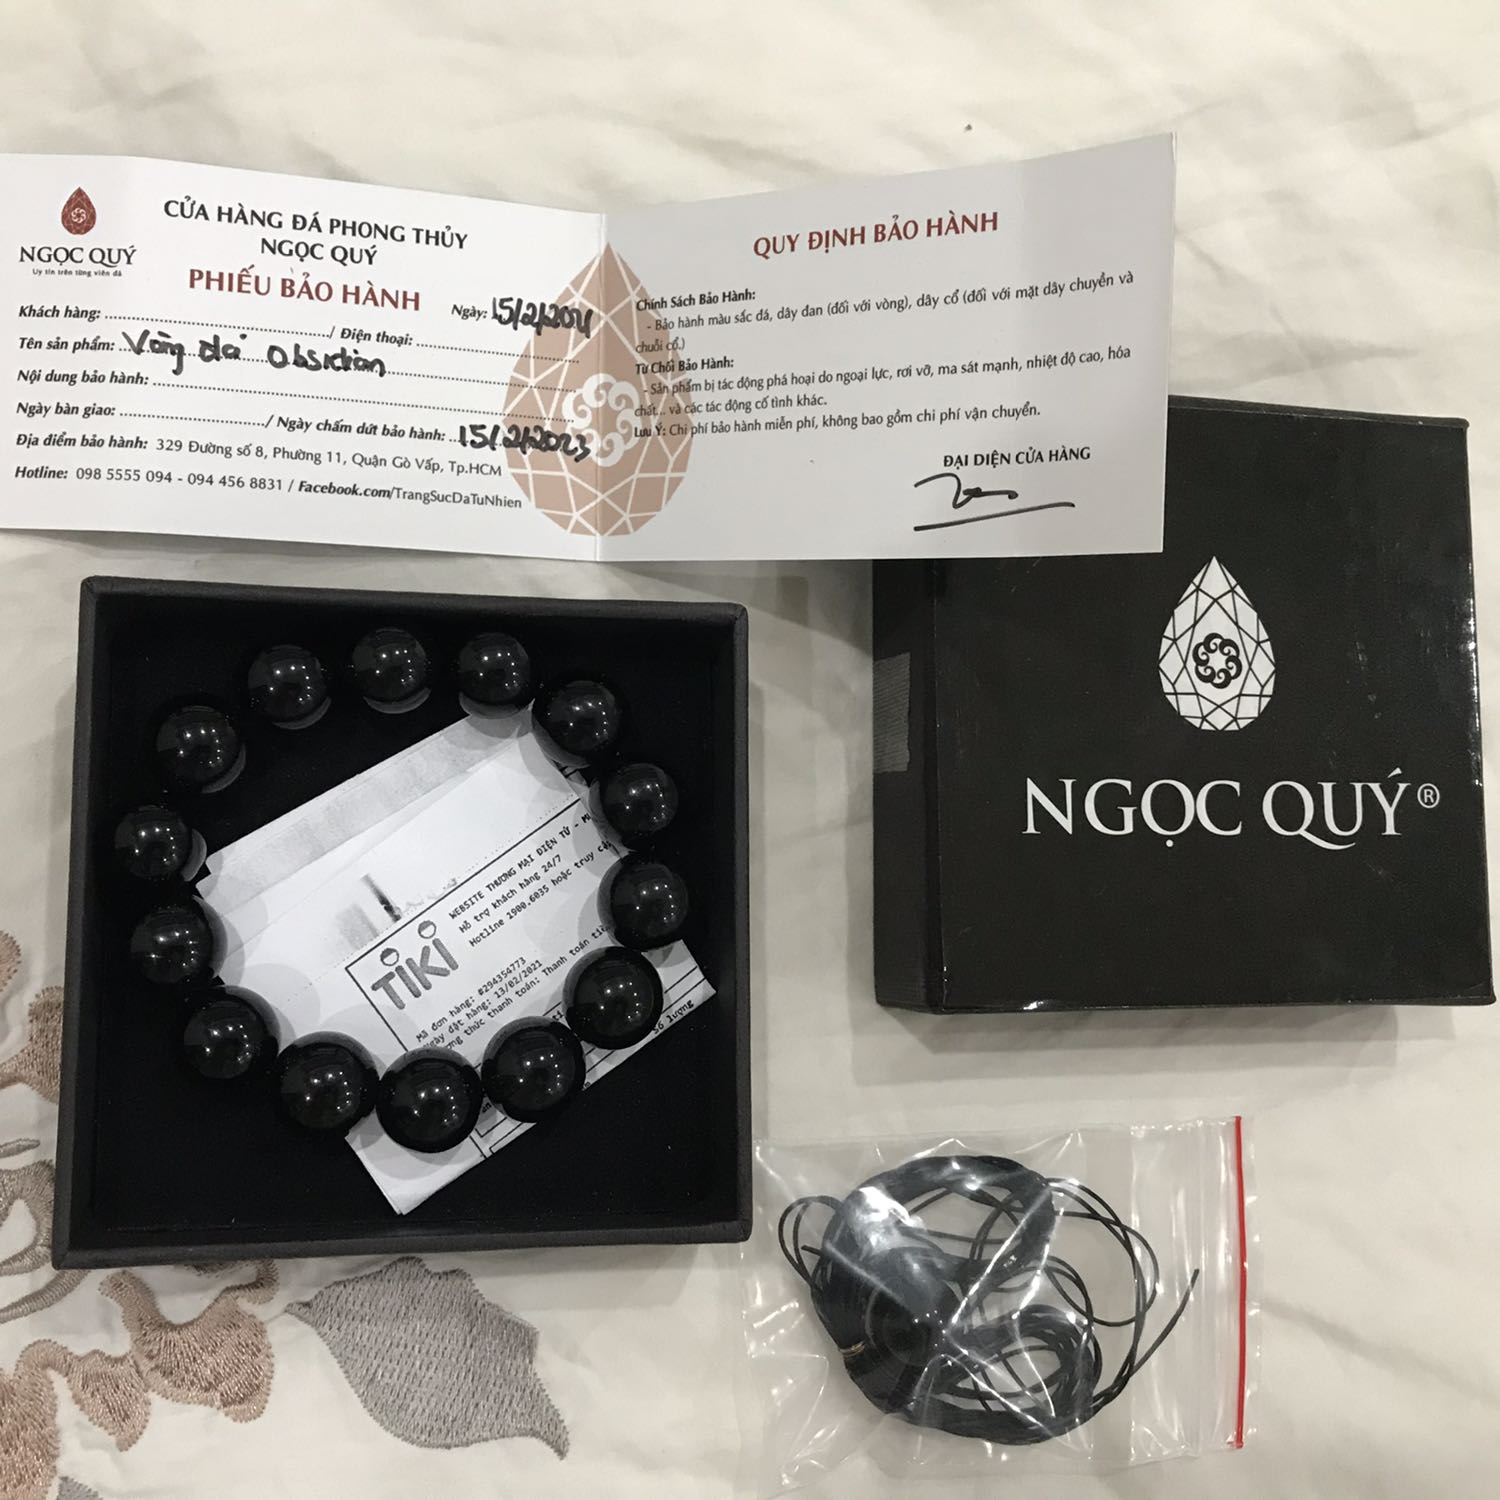 NGỌC QUÝ
Uy tín trên từng viên đá
CỬA HÀNG ĐÁ PHONG THỦY
NGỌC QUÝ
PHIẾU BẢO HÀNH
Ngày: 15/2/2021
Khách hàng: / Điện thoại:
Tên sản phẩm: Vòng đá Obsidian
Nội dung bảo hành:
Ngày bàn giao: / Ngày chấm dứt bảo hành: 15/2/2023
Địa điểm bảo hành: 329 Đường số 8, Phường 11, Quận Gò Vấp, Tp.HCM
Hotline: 098 5555 094 - 094 456 8831 / Facebook.com/TrangSucDaTuNhien
QUY ĐỊNH BẢO HÀNH
Chính Sách Bảo Hành:
- Bảo hành màu sắc đá, dây đan (đối với vòng), dây cổ (đối với mặt dây chuyền và
chuỗi cổ.)
Từ Chối Bảo Hành:
- Sản phẩm bị tác động phá hoại do ngoại lực, rơi vỡ, ma sát mạnh, nhiệt độ cao, hóa
chất... và các tác động cố tình khác.
Lưu Ý: Chi phí bảo hành miễn phí, không bao gồm chi phí vận chuyển.
ĐẠI DIỆN CỬA HÀNG
NGỌC QUÝ®
TIKI
WEBSITE THƯƠNG MẠI ĐIỆN TỬ -
Hỗ trợ khách hàng 24/7
Hotline 1900.6035 hoặc truy
Mã đơn hàng: #294354773
Ngày đặt hàng: 13/02/2021
thức thanh toán: Thanh toán
Số lượng